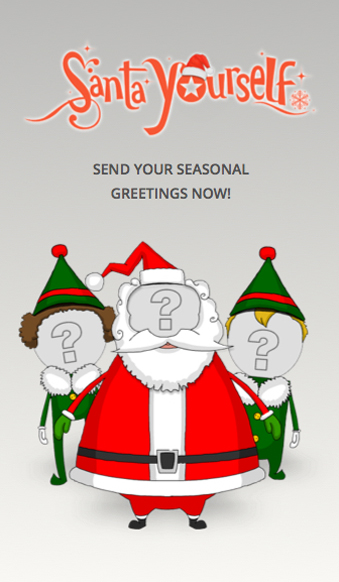 Santa Yourself
SEND YOUR SEASONAL
GREETINGS NOW!
?
?
?